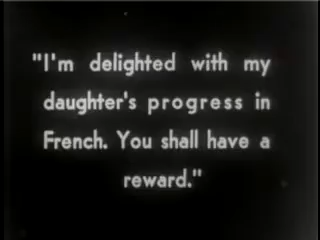 "I'm delighted with my
daughter's progress in
French. You shall have a
reward."